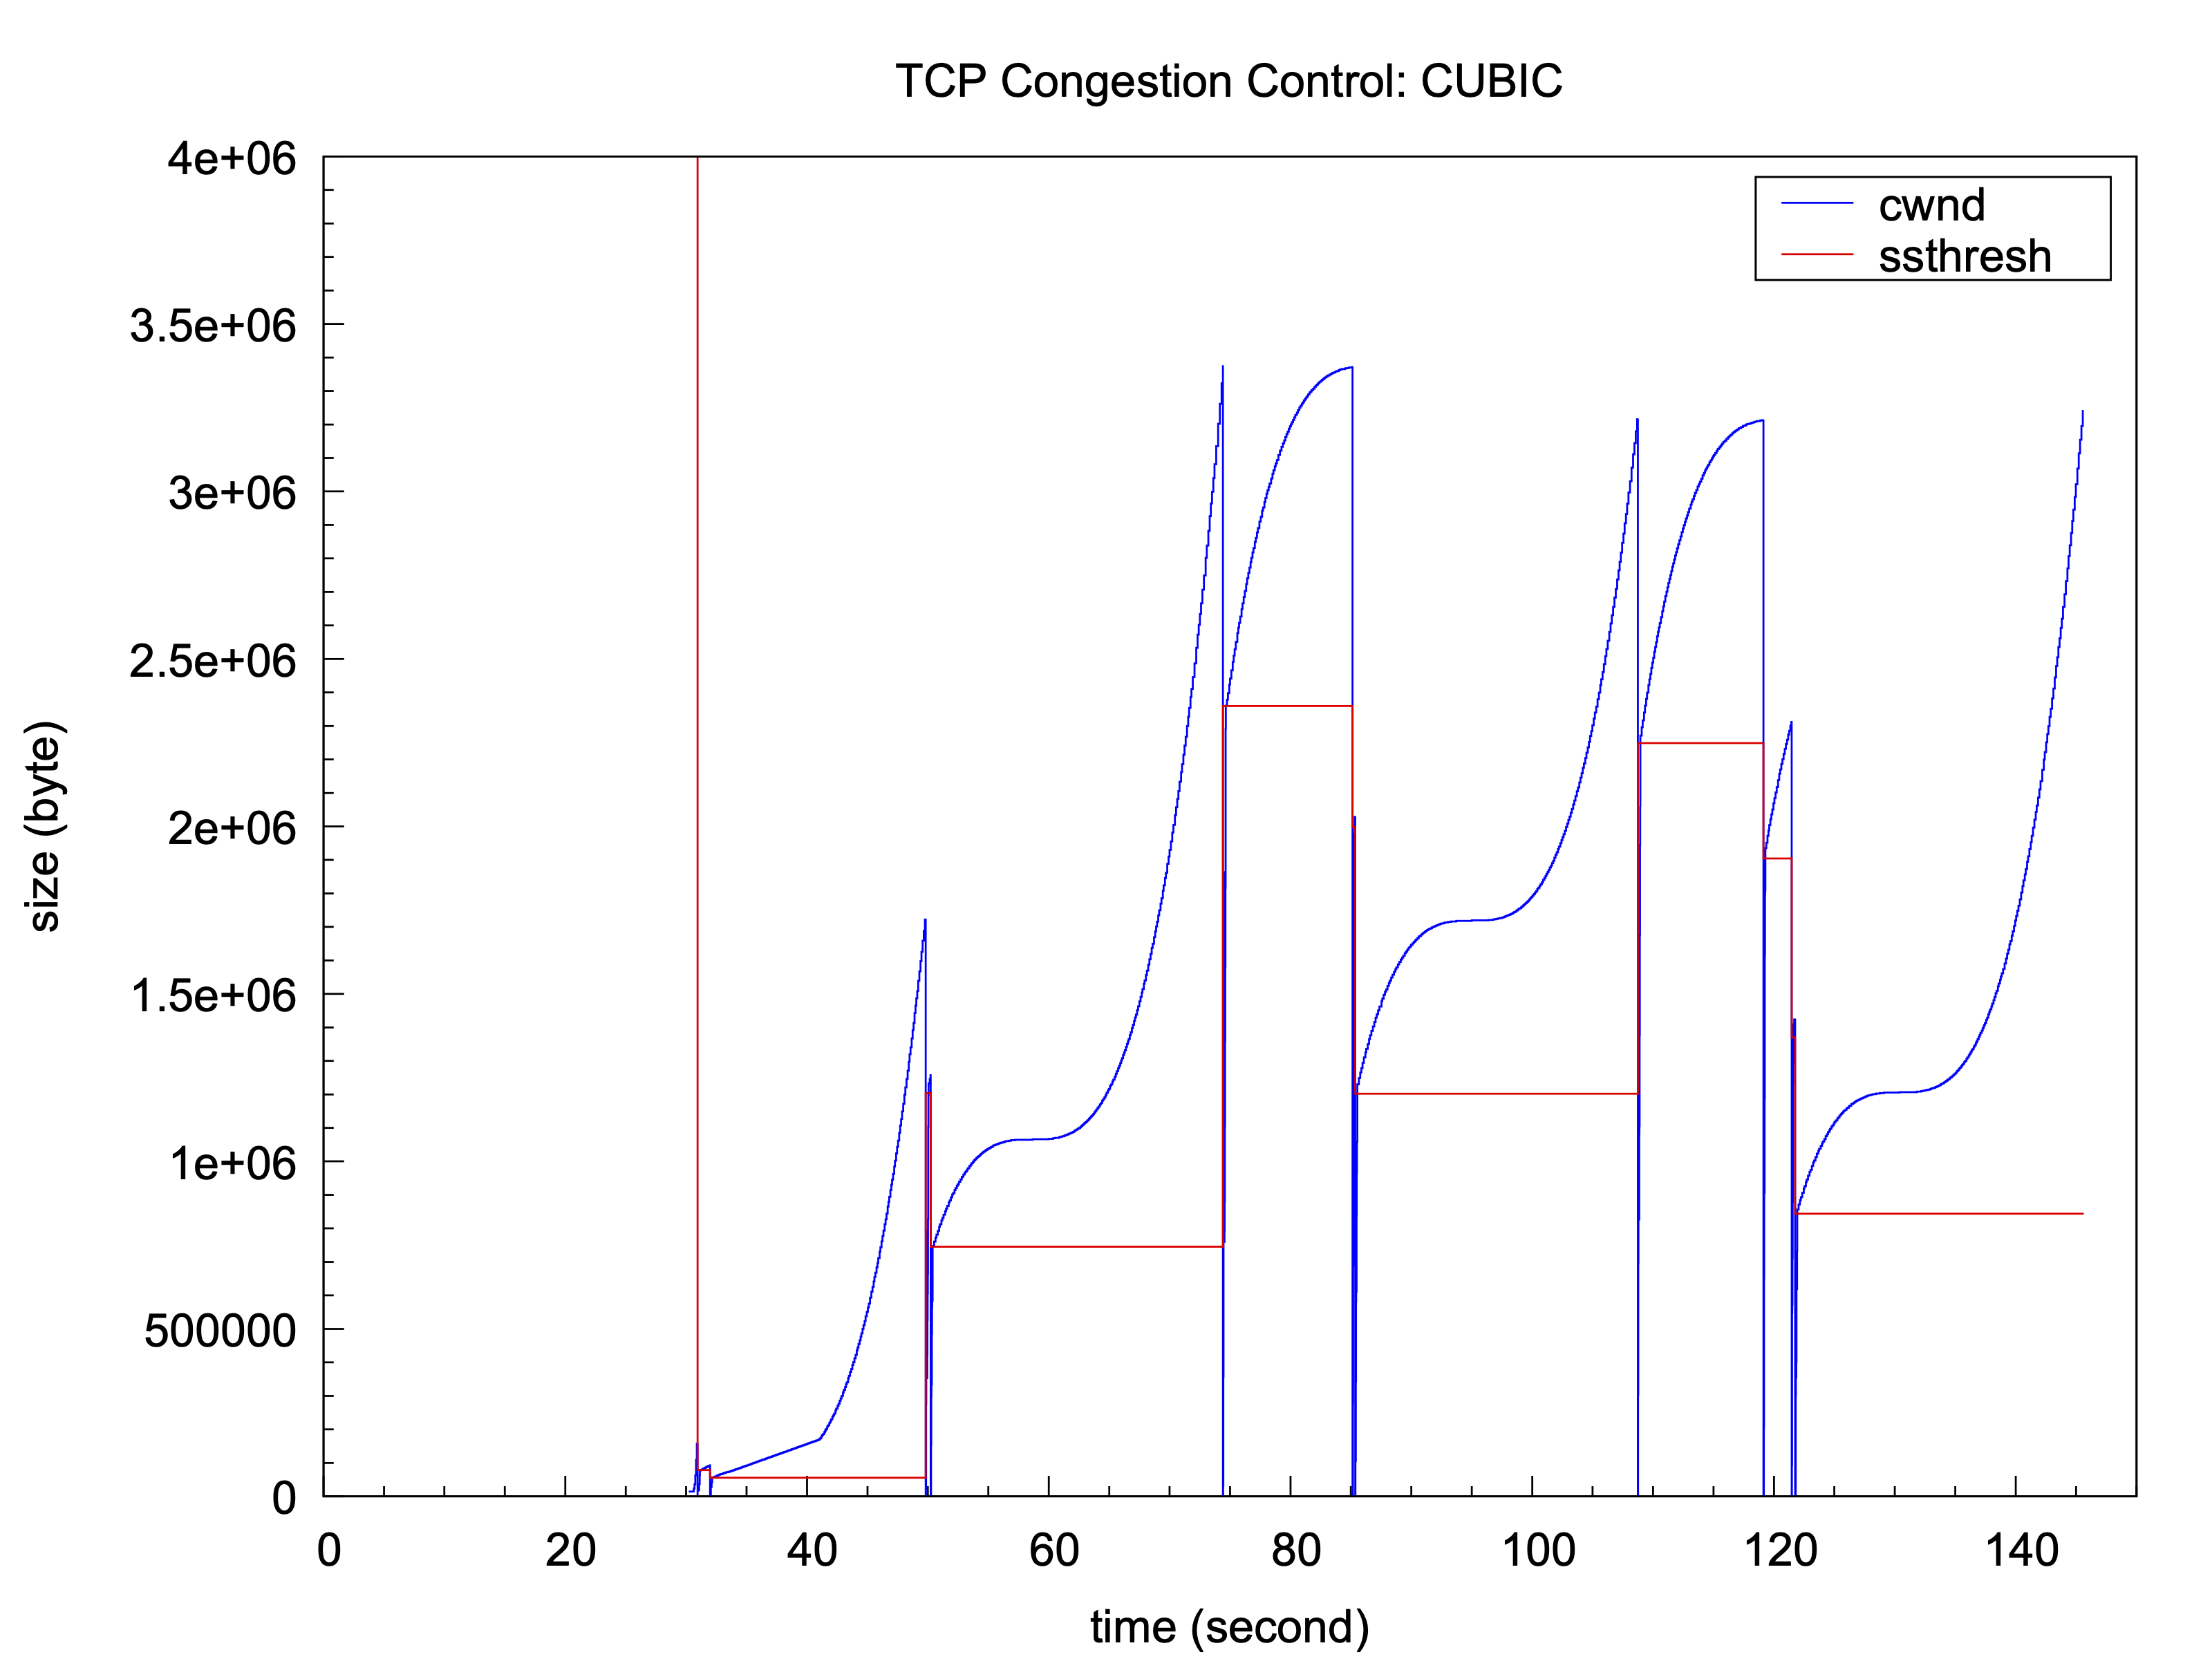 TCP Congestion Control: CUBIC
cwnd
ssthresh
4e+06
3.5e+06
3e+06
2.5e+06
2e+06
1.5e+06
1e+06
500000
0
size (byte)
0 20 40 60 80 100 120 140
time (second)